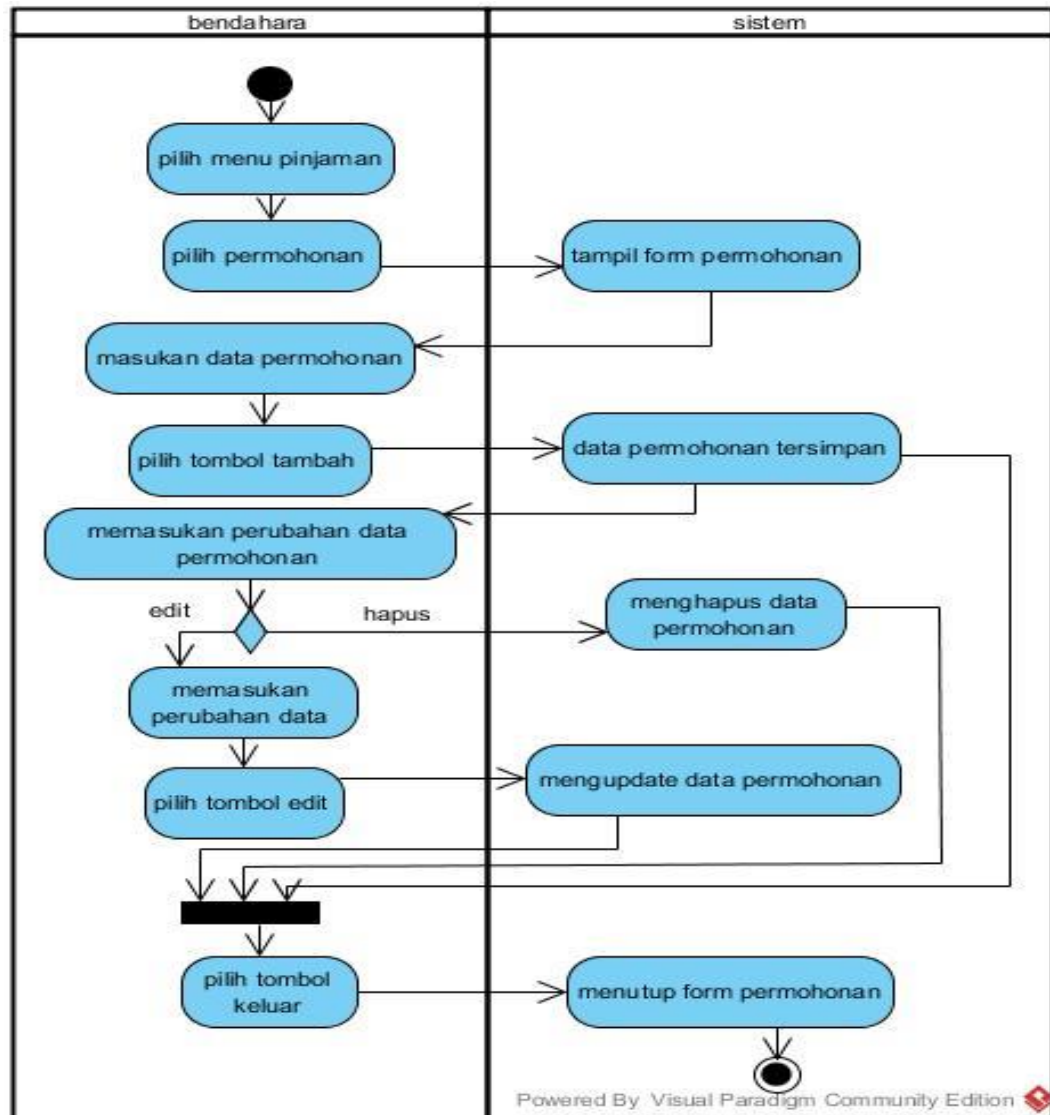 bendahara
sistem
pilih menu pinjaman
pilih permohonan
tampil form permohonan
masukan data permohonan
pilih tombol tambah
data permohonan tersimpan
memasukan perubahan data
permohonan
edit
hapus
menghapus data
permohonan
memasukan
perubahan data
pilih tombol edit
mengupdate data permohonan
pilih tombol
keluar
menutup form permohonan
Powered By Visual Paradigm Community Edition